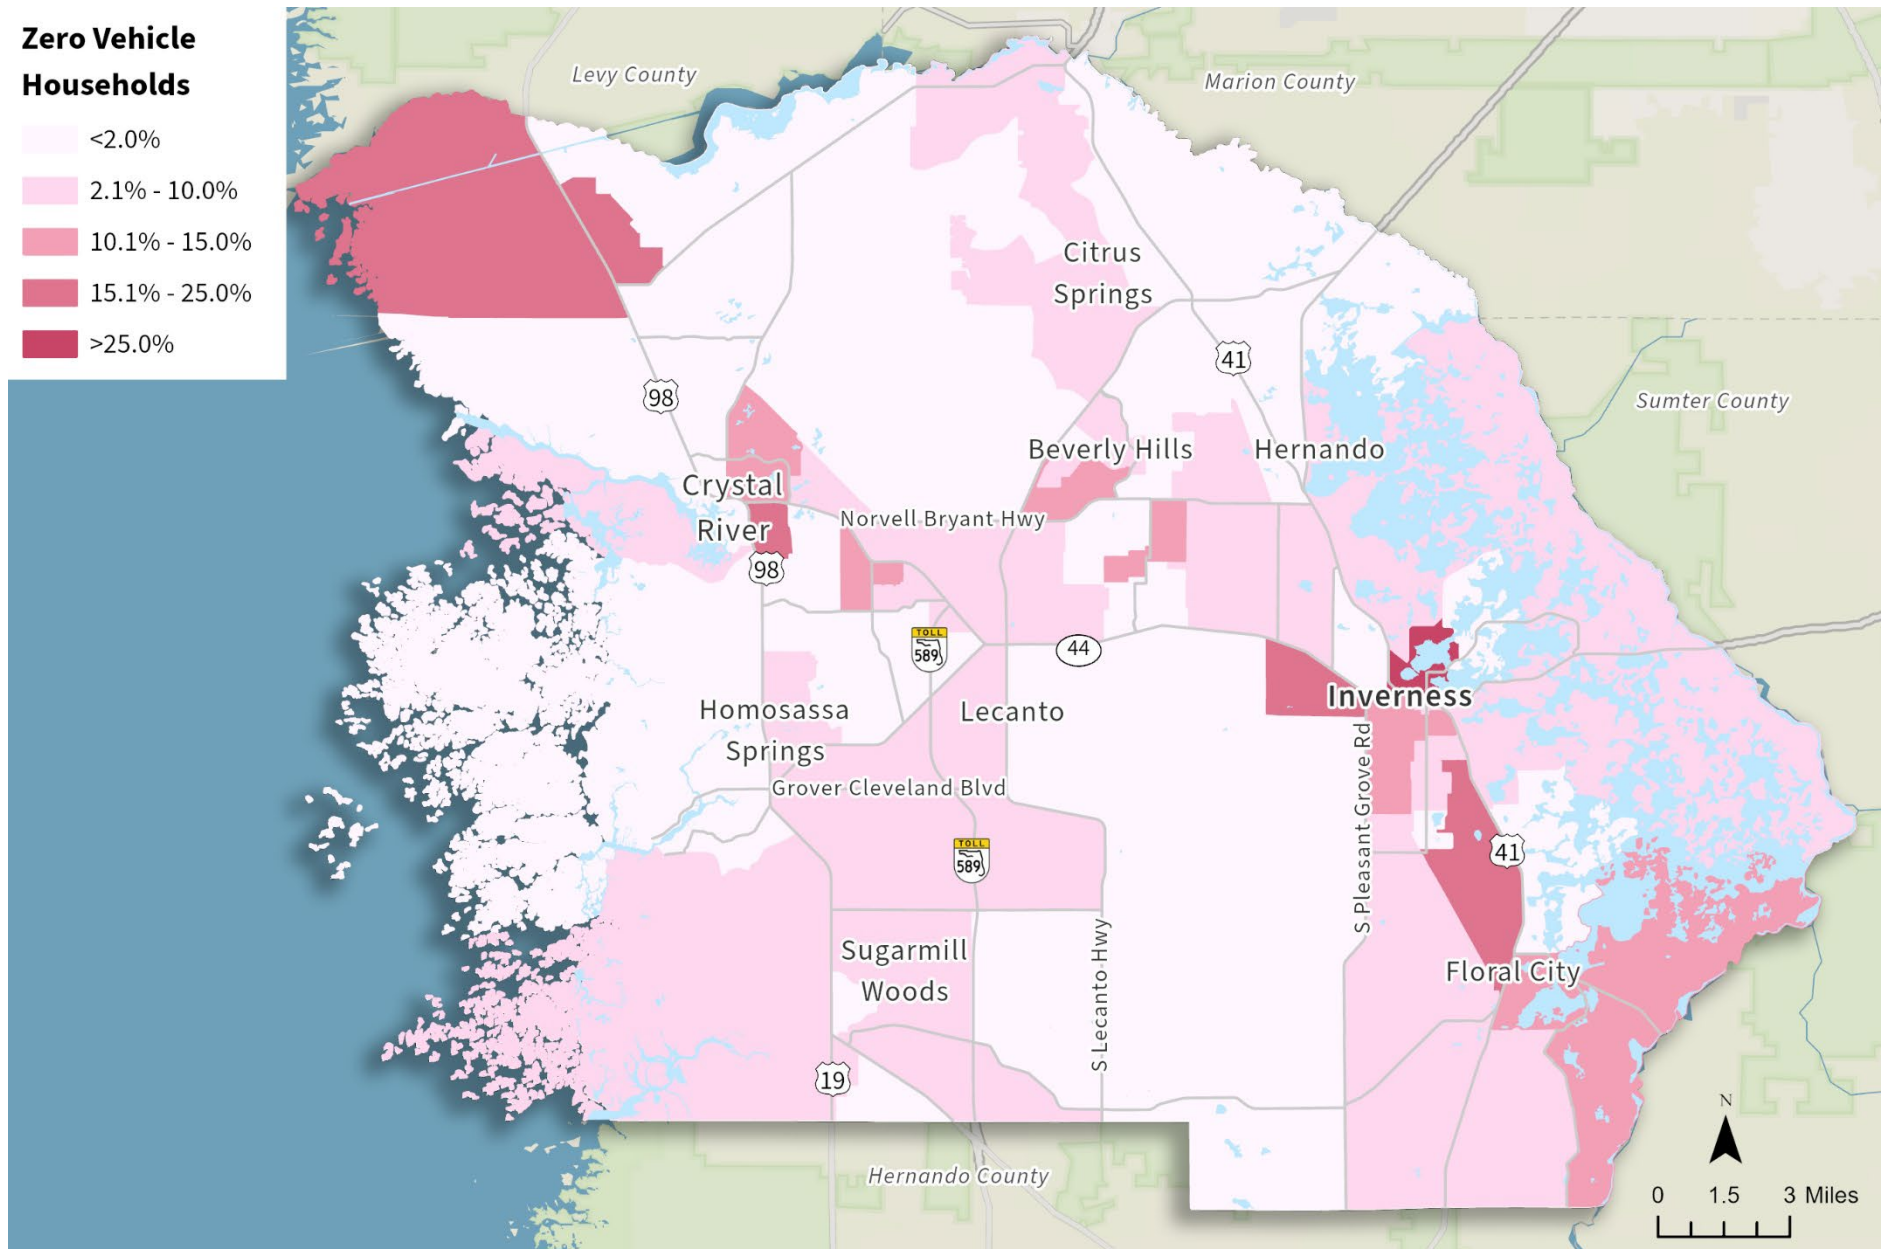 Zero Vehicle
Households
<2.0%
2.1% - 10.0%
10.1% - 15.0%
15.1% - 25.0%
>25.0%
Levy County
Marion County
Citrus
Springs
41
98
Sumter County
Beverly Hills
Hernando
Crystal
River
Norvell Bryant Hwy
98
TOLL
589
44
Inverness
Homosassa
Springs
Lecanto
S Pleasant Grove Rd
Grover Cleveland Blvd
TOLL
589
41
Sugarmill
Woods
S Lecanto Hwy
Floral City
19
N
Hernando County
0 1.5 3 Miles